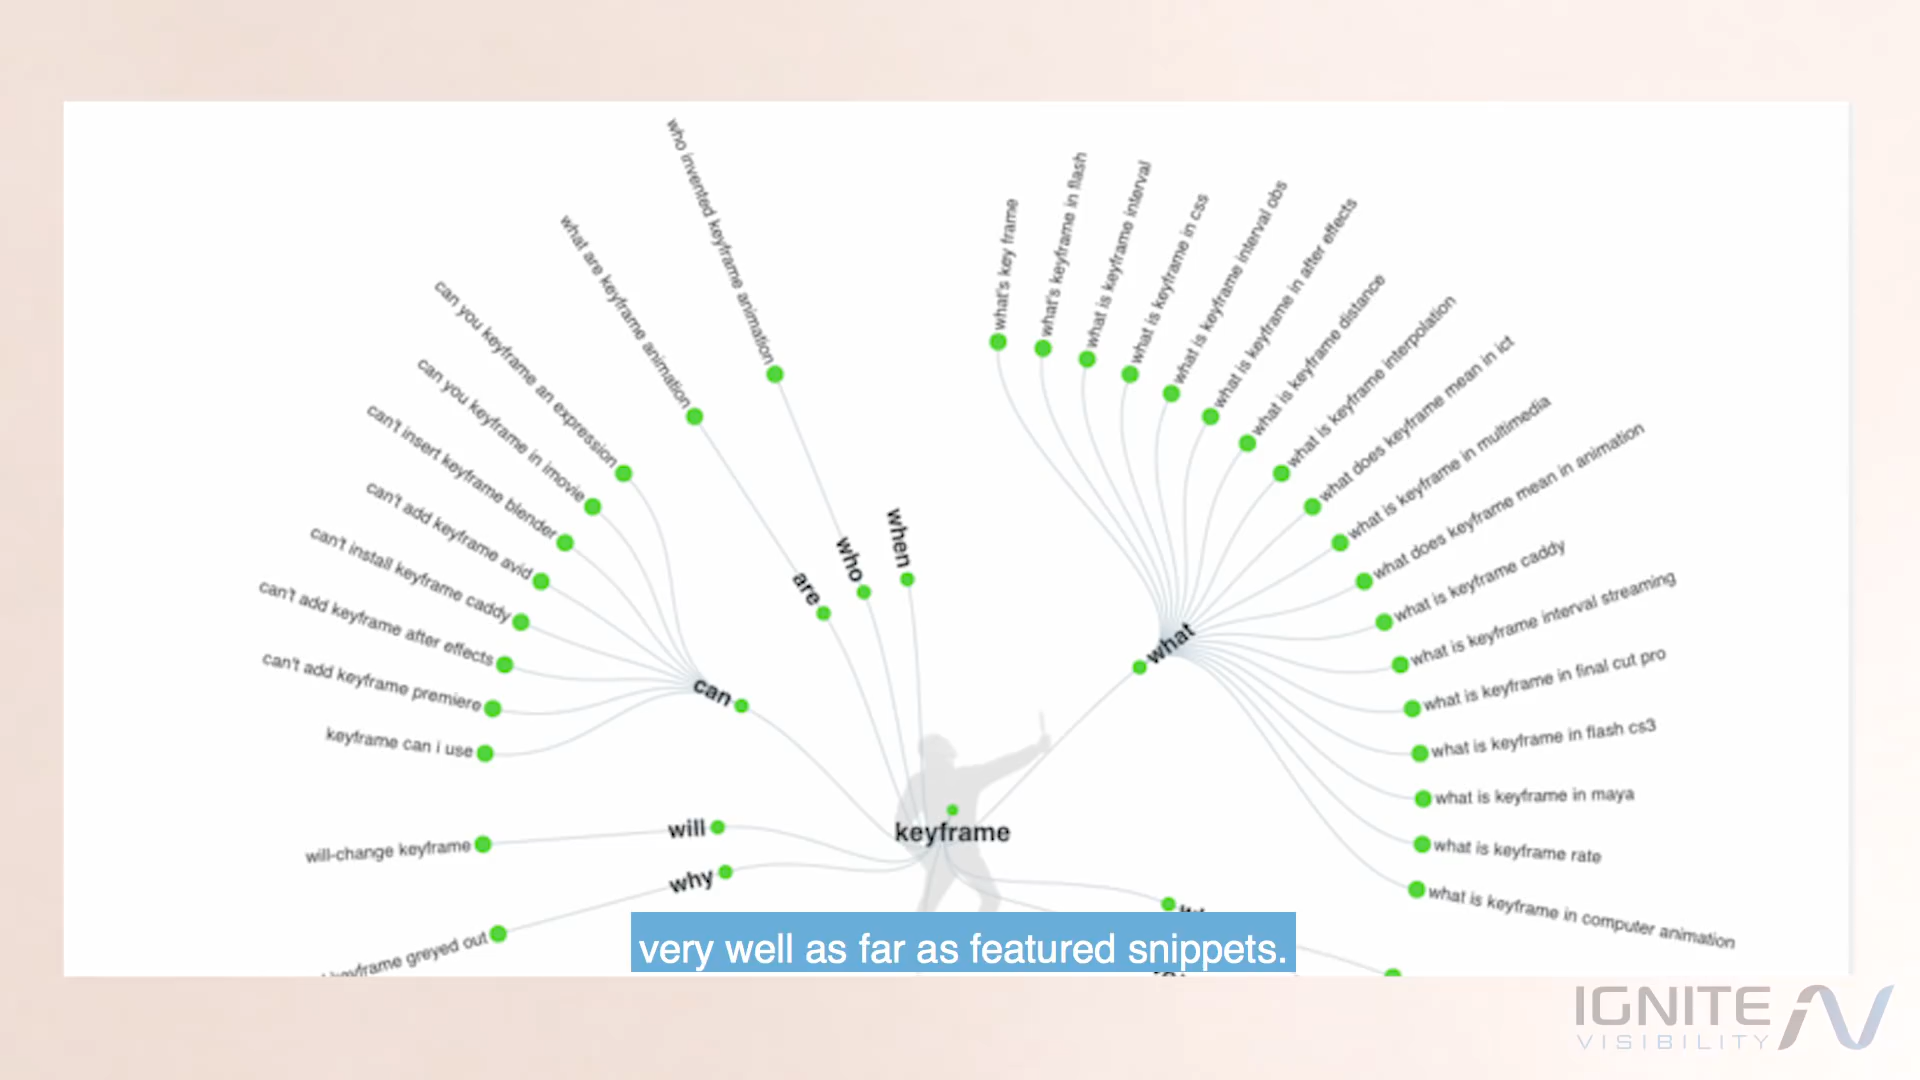 who invented keyframe animation
what are keyframe animation
can you keyframe an expression
can you keyframe in imovie
can't insert keyframe blender
can't add keyframe avid
can't install keyframe caddy
can't add keyframe after effects
can't add keyframe premiere
keyframe can i use
will-change keyframe
keyframe greyed out
can
are
who
when
will
why
keyframe
what
what's key frame
what's keyframe in flash
what is keyframe interval
what is keyframe in css
what is keyframe interval obs
what is keyframe in after effects
what is keyframe distance
what is keyframe interpolation
what does keyframe mean in ict
what is keyframe in multimedia
what does keyframe mean in animation
what is keyframe caddy
what is keyframe interval streaming
what is keyframe in final cut pro
what is keyframe in flash cs3
what is keyframe in maya
what is keyframe rate
what is keyframe in computer animation
very well as far as featured snippets.
IGNITE
VISIBILITY